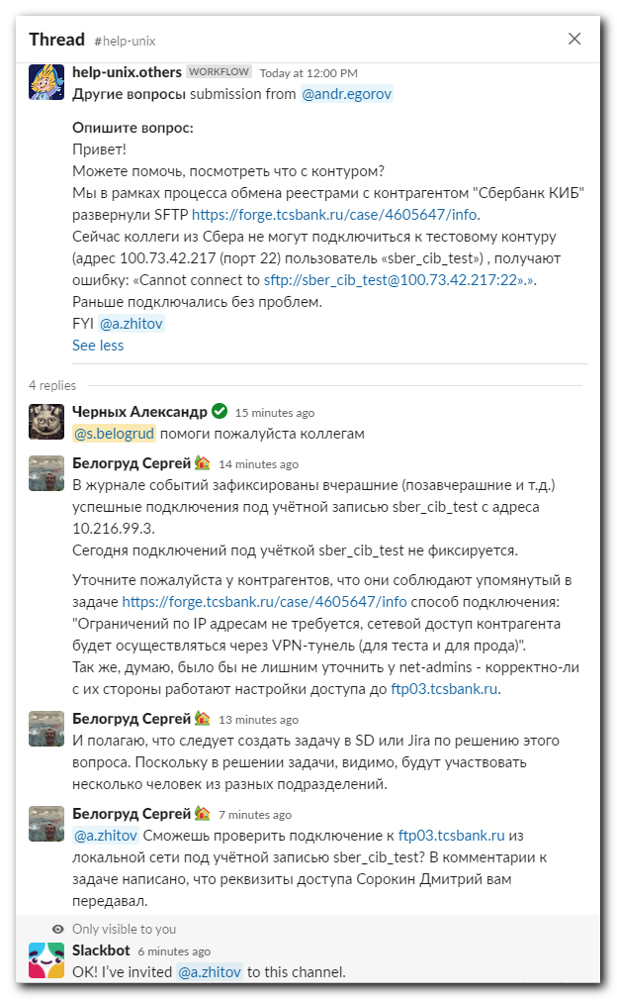 Thread #help-unix
help-unix.others WORKFLOW Today at 12:00 PM
Другие вопросы submission from @andr.egorov
Опишите вопрос:
Привет!
Можете помочь, посмотреть что с контуром?
Мы в рамках процесса обмена реестрами с контрагентом "Сбербанк КИБ"
развернули SFTP https://forge.tcsbank.ru/case/4605647/info.
Сейчас коллеги из Сбера не могут подключиться к тестовому контуру
(адрес 100.73.42.217 (порт 22) пользователь «sber_cib_test») , получают
ошибку: «Cannot connect to sftp://sber_cib_test@100.73.42.217:22».».
Раньше подключались без проблем.
FYI @a.zhitov
See less
4 replies
Черных Александр 15 minutes ago
@s.belogrud помоги пожалуйста коллегам
Белогруд Сергей 14 minutes ago
В журнале событий зафиксированы вчерашние (позавчерашние и т.д.)
успешные подключения под учётной записью sber_cib_test с адреса
10.216.99.3.
Сегодня подключений под учёткой sber_cib_test не фиксируется.
Уточните пожалуйста у контрагентов, что они соблюдают упомянутый в
задаче https://forge.tcsbank.ru/case/4605647/info способ подключения:
"Ограничений по IP адресам не требуется, сетевой доступ контрагента
будет осуществляться через VPN-тунель (для теста и для прода)".
Так же, думаю, было бы не лишним уточнить у net-admins - корректно-ли
с их стороны работают настройки доступа до ftp03.tcsbank.ru.
Белогруд Сергей 13 minutes ago
И полагаю, что следует создать задачу в SD или Jira по решению этого
вопроса. Поскольку в решении задачи, видимо, будут участвовать
несколько человек из разных подразделений.
Белогруд Сергей 7 minutes ago
@a.zhitov Сможешь проверить подключение к ftp03.tcsbank.ru из
локальной сети под учётной записью sber_cib_test? В комментарии к
задаче написано, что реквизиты доступа Сорокин Дмитрий вам
передавал.
Only visible to you
Slackbot 6 minutes ago
OK! I've invited @a.zhitov to this channel.